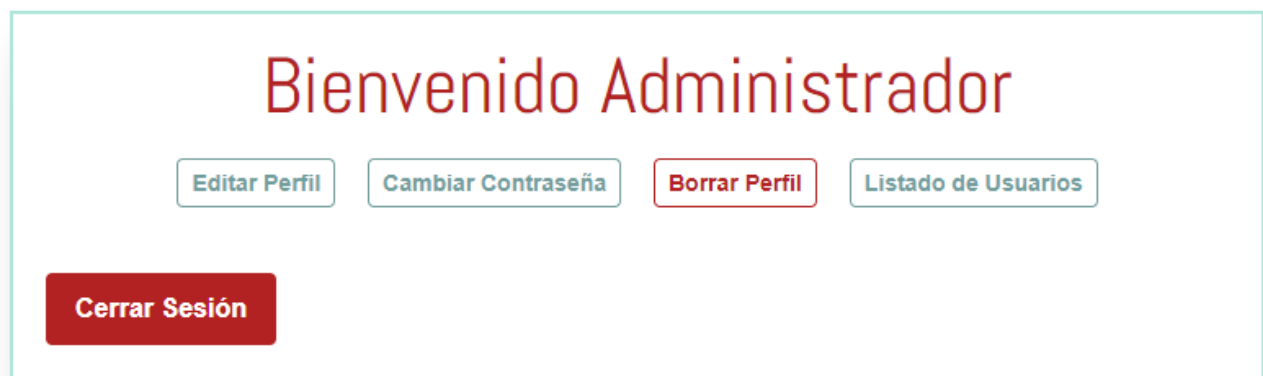 Bienvenido Administrador
Editar Perfil Cambiar Contraseña Borrar Perfil Listado de Usuarios
Cerrar Sesión